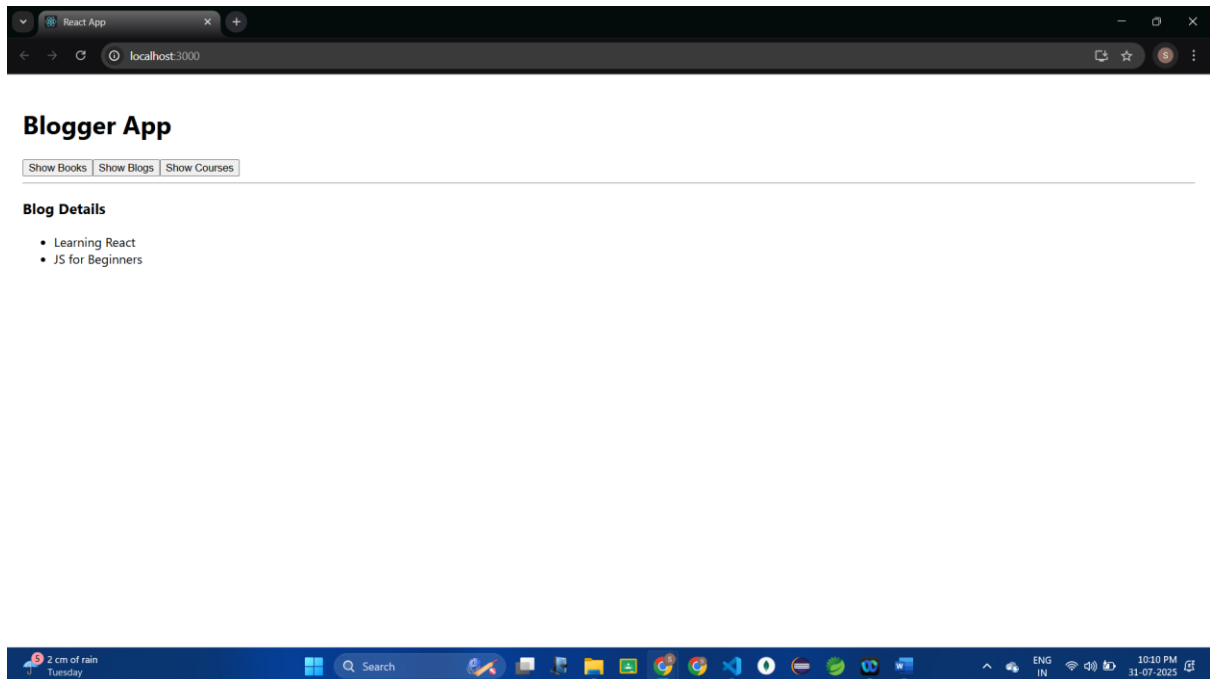 React App
localhost:3000
S
Blogger App
Show Books Show Blogs Show Courses
Blog Details
• Learning React
• JS for Beginners
5 2 cm of rain
Tuesday
Search
S
W
ENG
IN
10:10 PM
31-07-2025